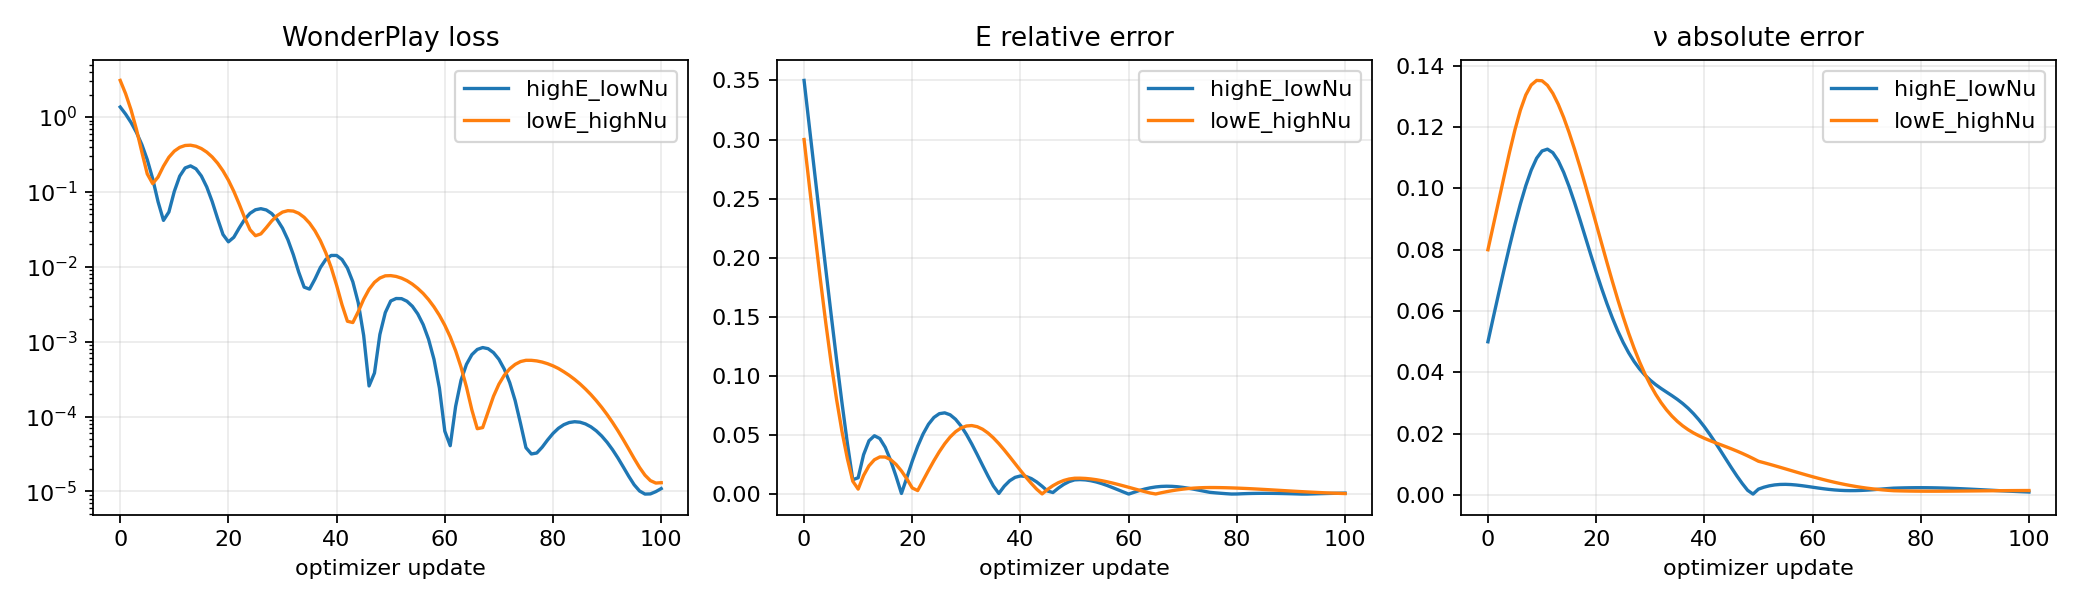 WonderPlay loss
10⁰
10⁻¹
10⁻²
10⁻³
10⁻⁴
10⁻⁵
0 20 40 60 80 100
optimizer update
highE_lowNu
lowE_highNu
E relative error
0.35
0.30
0.25
0.20
0.15
0.10
0.05
0.00
0 20 40 60 80 100
optimizer update
highE_lowNu
lowE_highNu
ν absolute error
0.14
0.12
0.10
0.08
0.06
0.04
0.02
0.00
0 20 40 60 80 100
optimizer update
highE_lowNu
lowE_highNu